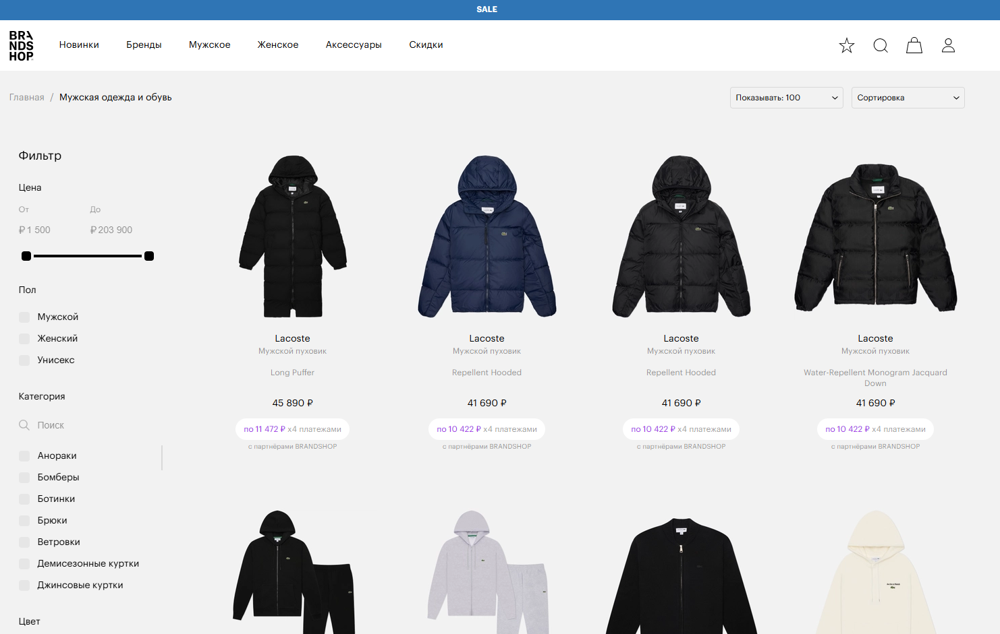 SALE
BRA
NDS
HOP
Новинки
Бренды
Мужское
Женское
Аксессуары
Скидки
Главная / Мужская одежда и обувь
Показывать: 100
Сортировка
Фильтр
Цена
От
До
₽ 1 500
₽ 203 900
Пол
Мужской
Женский
Унисекс
Категория
Поиск
Анораки
Бомберы
Ботинки
Брюки
Ветровки
Демисезонные куртки
Джинсовые куртки
Цвет
Lacoste
Мужской пуховик
Long Puffer
45 890 ₽
по 11 472 ₽ x4 платежами
с партнёрами BRANDSHOP
Lacoste
Мужской пуховик
Repellent Hooded
41 690 ₽
по 10 422 ₽ x4 платежами
с партнёрами BRANDSHOP
Lacoste
Мужской пуховик
Repellent Hooded
41 690 ₽
по 10 422 ₽ x4 платежами
с партнёрами BRANDSHOP
Lacoste
Мужской пуховик
Water-Repellent Monogram Jacquard
Down
41 690 ₽
по 10 422 ₽ x4 платежами
с партнёрами BRANDSHOP